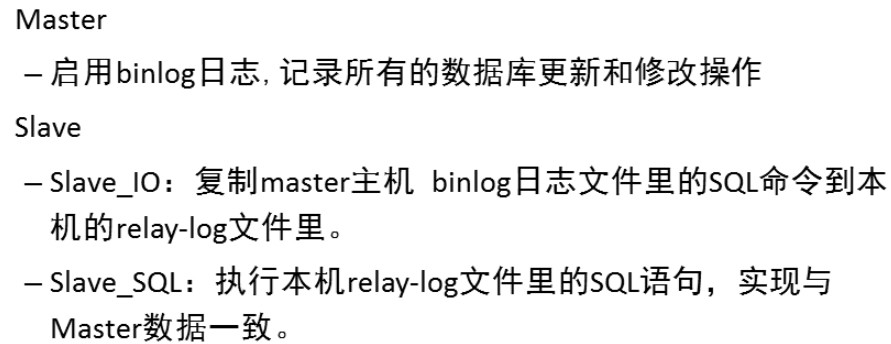 Master
– 启用binlog日志, 记录所有的数据库更新和修改操作
Slave
– Slave_IO：复制master主机 binlog日志文件里的SQL命令到本
机的relay-log文件里。
– Slave_SQL：执行本机relay-log文件里的SQL语句，实现与
Master数据一致。